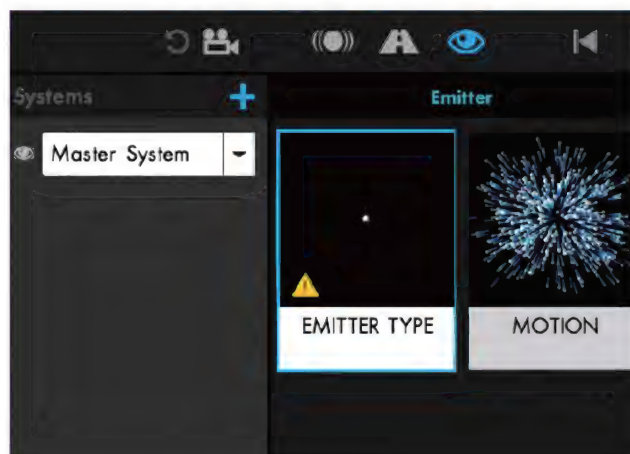 Systems
Emitter
Master System
EMITTER TYPE
MOTION